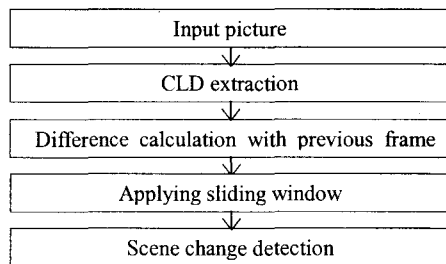 Input picture
CLD extraction
Difference calculation with previous frame
Applying sliding window
Scene change detection